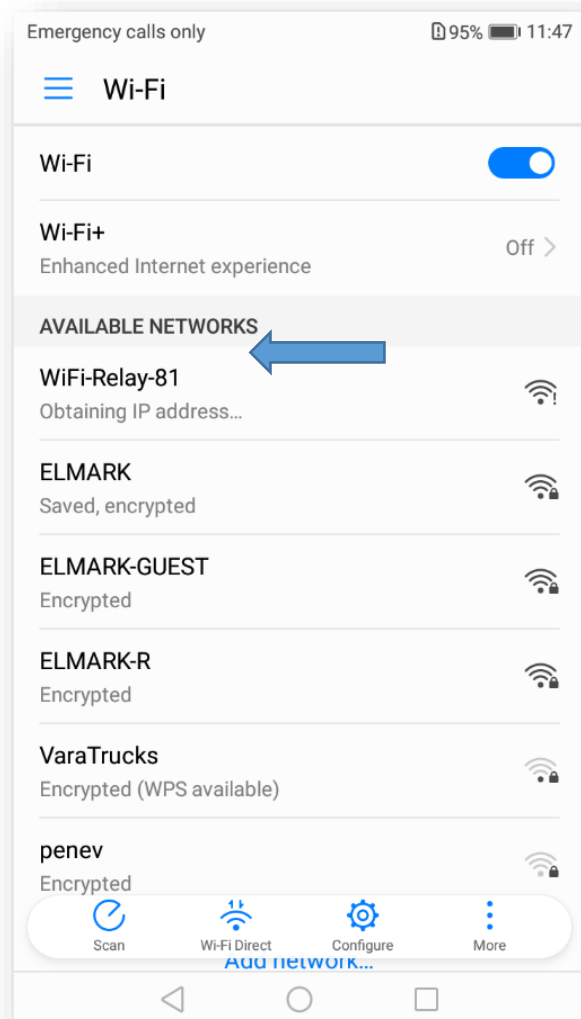 Emergency calls only 95% 11:47
Wi-Fi
Wi-Fi
Wi-Fi+
Enhanced Internet experience
Off
AVAILABLE NETWORKS
WiFi-Relay-81
Obtaining IP address...
ELMARK
Saved, encrypted
ELMARK-GUEST
Encrypted
ELMARK-R
Encrypted
VaraTrucks
Encrypted (WPS available)
penev
Encrypted
Scan Wi-Fi Direct Configure More
Add network...